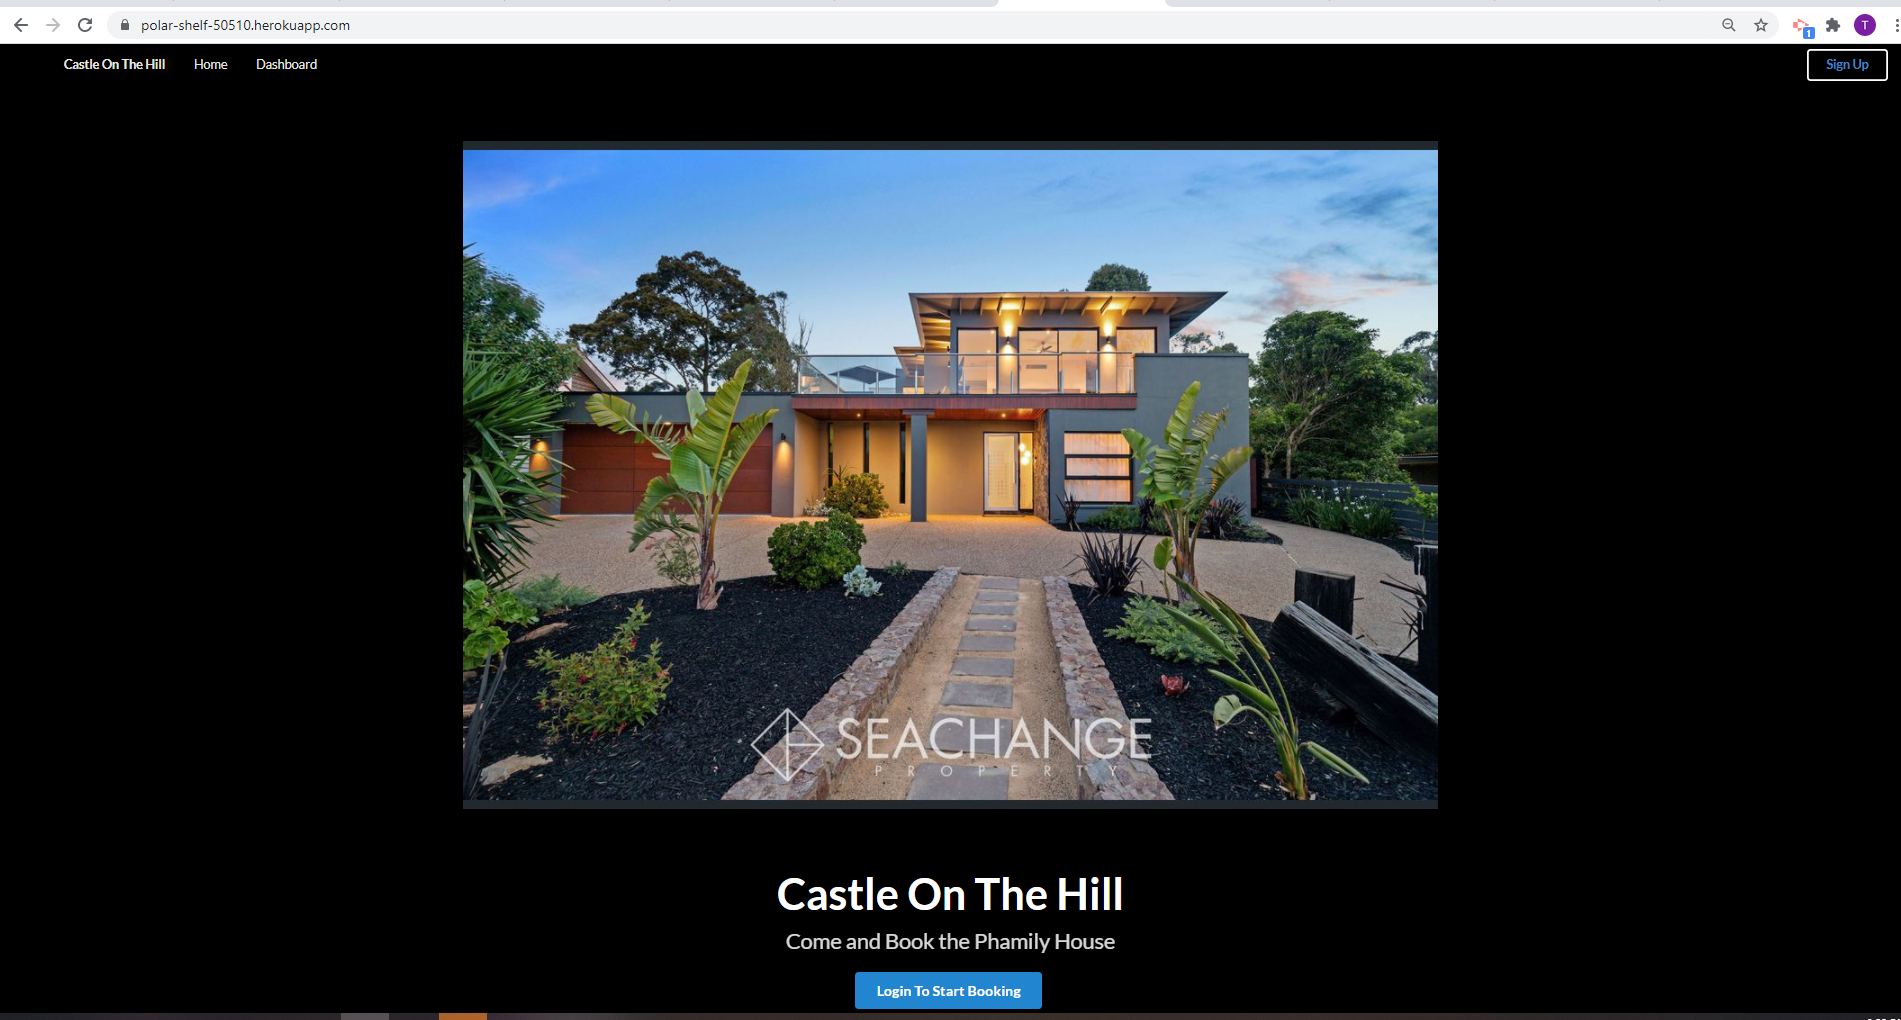 polar-shelf-50510.herokuapp.com
1
T
Castle On The Hill Home Dashboard Sign Up
SEACHANGE
PROPERTY
Castle On The Hill
Come and Book the Phamily House
Login To Start Booking